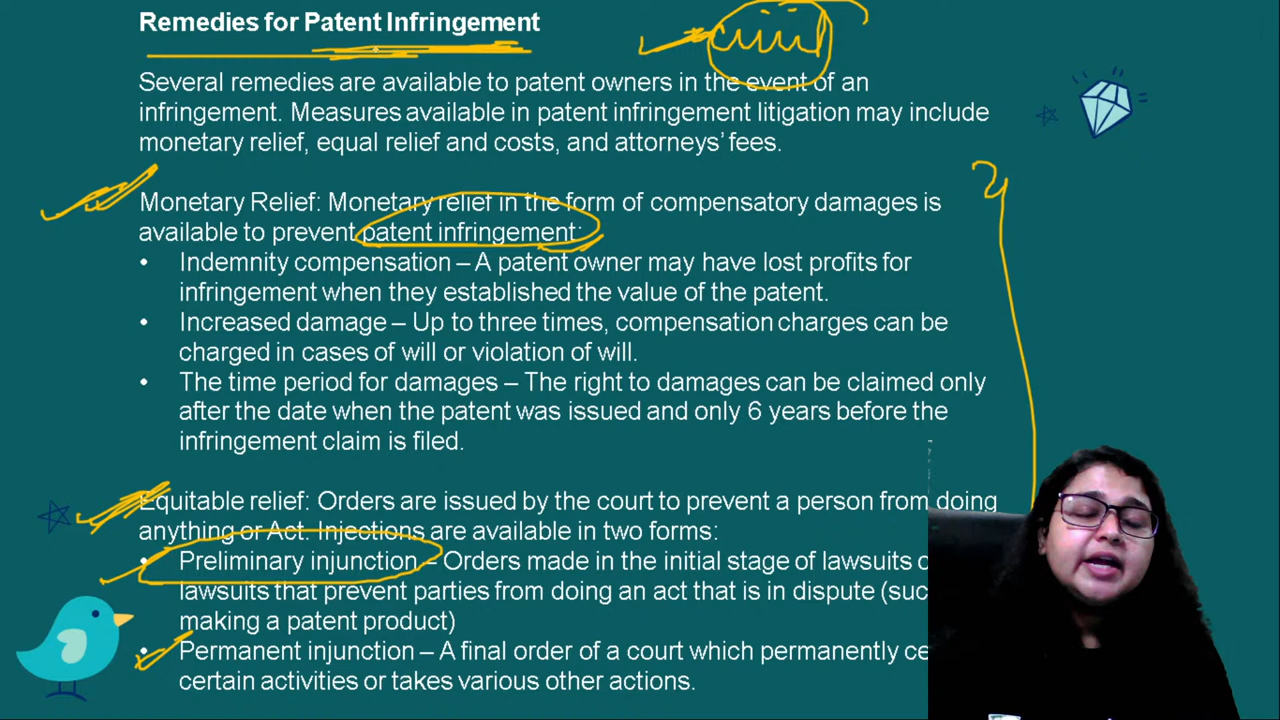 Remedies for Patent Infringement
Several remedies are available to patent owners in the event of an
infringement. Measures available in patent infringement litigation may include
monetary relief, equal relief and costs, and attorneys' fees.
Monetary Relief: Monetary relief in the form of compensatory damages is
available to prevent patent infringement:
• Indemnity compensation – A patent owner may have lost profits for
infringement when they established the value of the patent.
• Increased damage – Up to three times, compensation charges can be
charged in cases of will or violation of will.
• The time period for damages – The right to damages can be claimed only
after the date when the patent was issued and only 6 years before the
infringement claim is filed.
Equitable relief: Orders are issued by the court to prevent a person from doing
anything or Act. Injections are available in two forms:
• Preliminary injunction – Orders made in the initial stage of lawsuits
lawsuits that prevent parties from doing an act that is in dispute
making a patent product)
• Permanent injunction – A final order of a court which permanently
certain activities or takes various other actions.